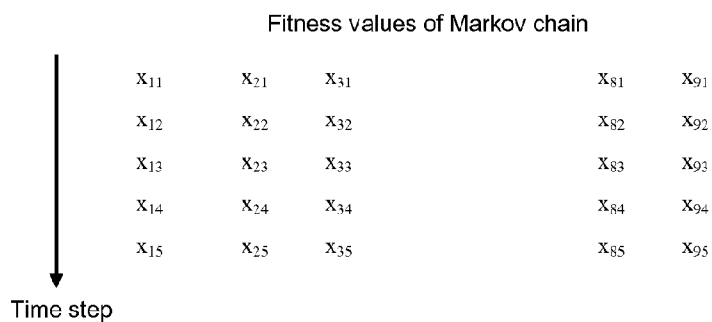 Fitness values of Markov chain
x₁₁ x₂₁ x₃₁ x₈₁ x₉₁
x₁₂ x₂₂ x₃₂ x₈₂ x₉₂
x₁₃ x₂₃ x₃₃ x₈₃ x₉₃
x₁₄ x₂₄ x₃₄ x₈₄ x₉₄
x₁₅ x₂₅ x₃₅ x₈₅ x₉₅
Time step